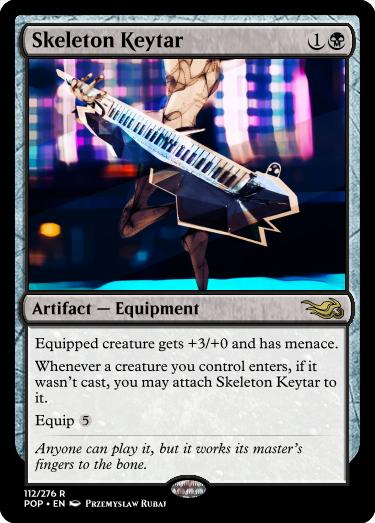 Skeleton Keytar 1
Artifact — Equipment
Equipped creature gets +3/+0 and has menace.
Whenever a creature you control enters, if it
wasn't cast, you may attach Skeleton Keytar to
it.
Equip 5
Anyone can play it, but it works its master's
fingers to the bone.
112/276 R
POP • EN Przemyslaw Rubaj